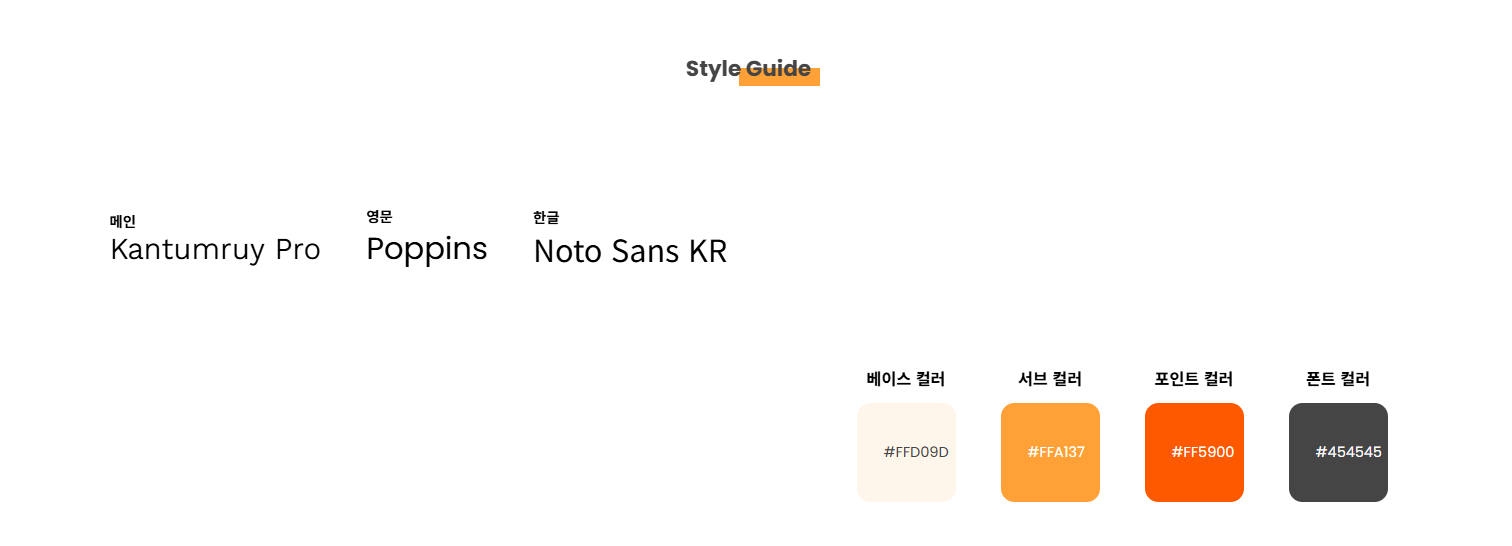 Style Guide
메인
Kantumruy Pro
영문
Poppins
한글
Noto Sans KR
베이스 컬러
#FFD09D
서브 컬러
#FFA137
포인트 컬러
#FF5900
폰트 컬러
#454545